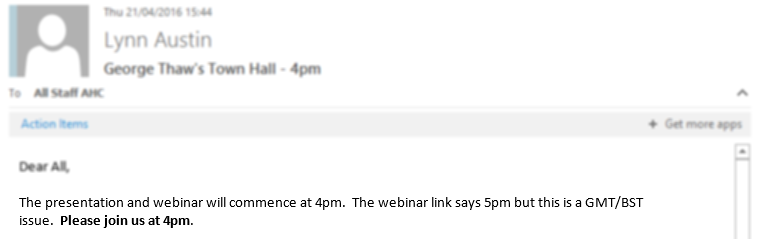 Thu 21/04/2016 15:44
Lynn Austin
George Thaw's Town Hall - 4pm
To All Staff AHC
Action Items
+ Get more apps
Dear All,
The presentation and webinar will commence at 4pm. The webinar link says 5pm but this is a GMT/BST
issue. Please join us at 4pm.